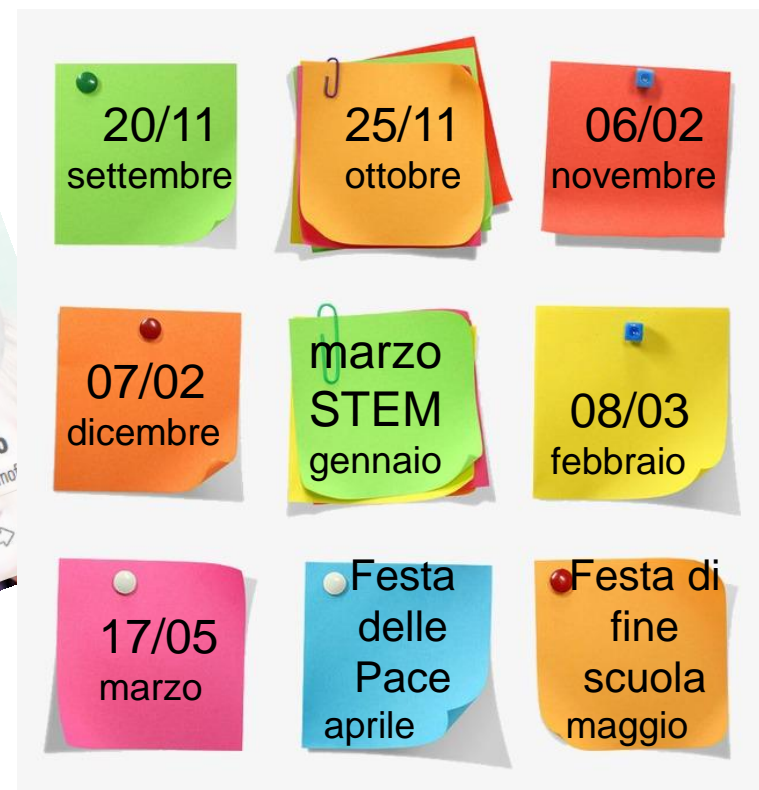 20/11
settembre
25/11
ottobre
06/02
novembre
07/02
dicembre
marzo
STEM
gennaio
08/03
febbraio
17/05
marzo
Festa
delle
Pace
aprile
Festa di
fine
scuola
maggio